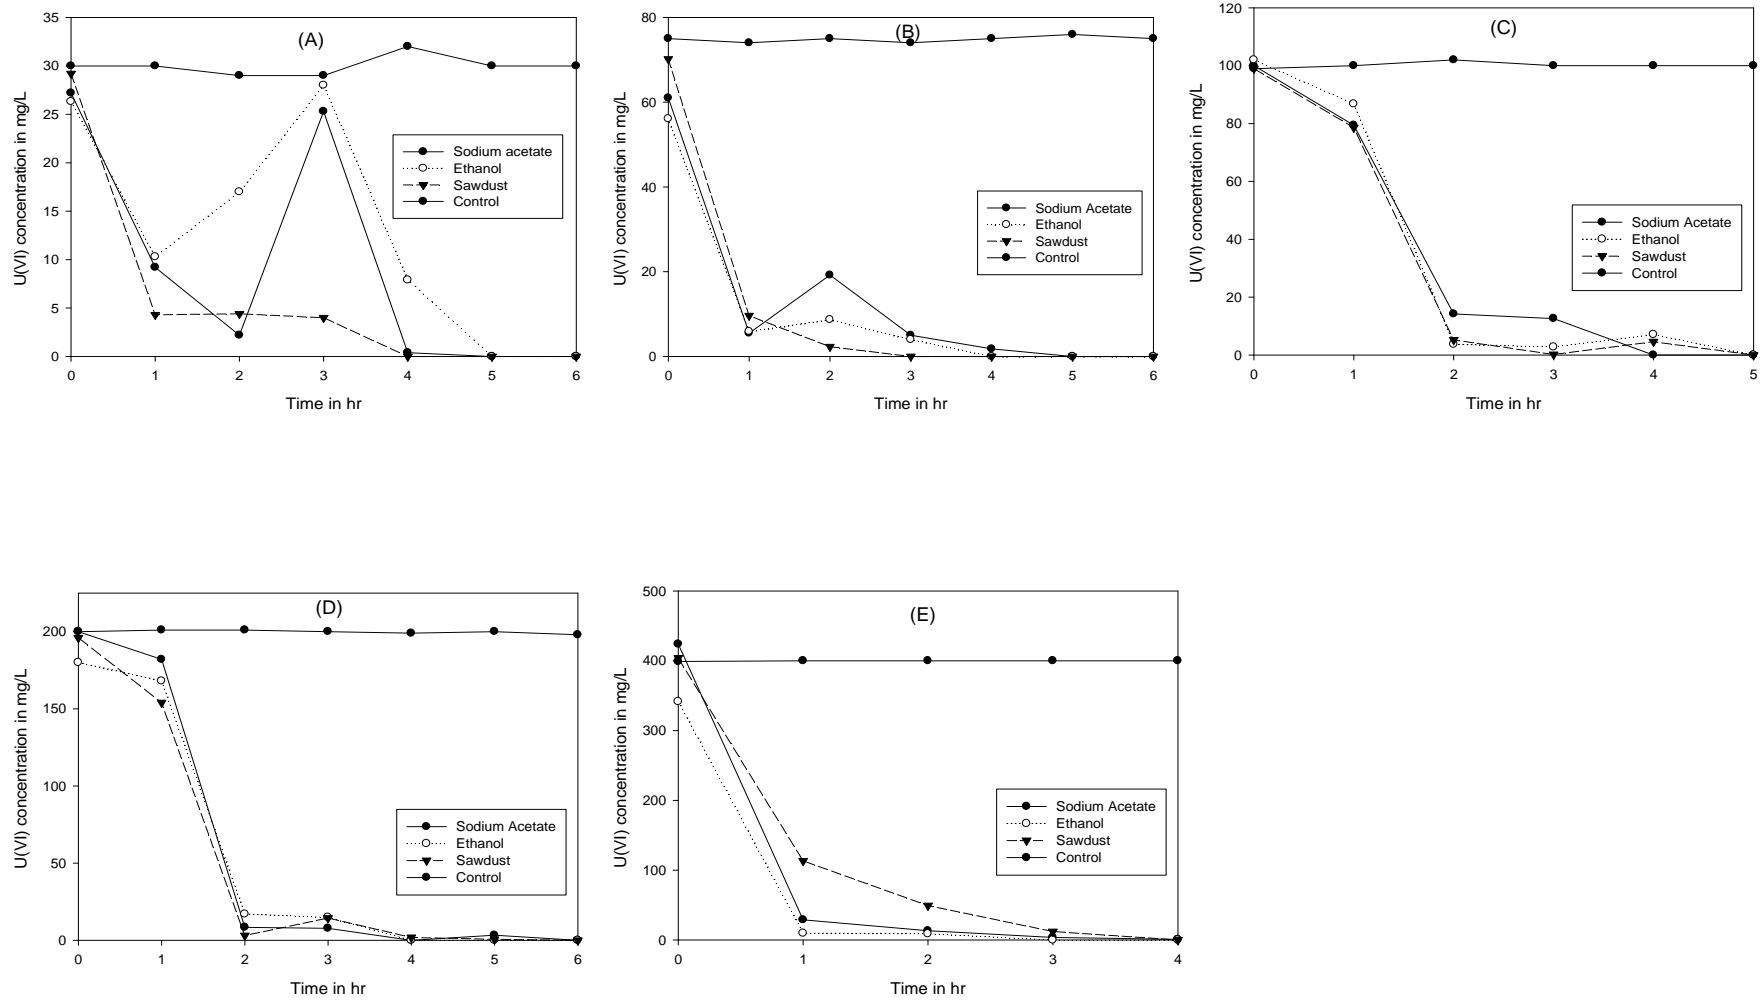 (A)
U(VI) concentration in mg/L
35
30
25
20
15
10
5
0
0 1 2 3 4 5 6
Time in hr
Sodium acetate
Ethanol
Sawdust
Control
(B)
U(VI) concentration in mg/L
80
60
40
20
0
0 1 2 3 4 5 6
Time in hr
Sodium Acetate
Ethanol
Sawdust
Control
(C)
U(VI) concentration in mg/L
120
100
80
60
40
20
0
0 1 2 3 4 5
Time in hr
Sodium Acetate
Ethanol
Sawdust
Control
(D)
U(VI) concentration in mg/L
200
150
100
50
0
0 1 2 3 4 5 6
Time in hr
Sodium Acetate
Ethanol
Sawdust
Control
(E)
U(VI) concentration in mg/L
500
400
300
200
100
0
0 1 2 3 4
Time in hr
Sodium Acetate
Ethanol
Sawdust
Control